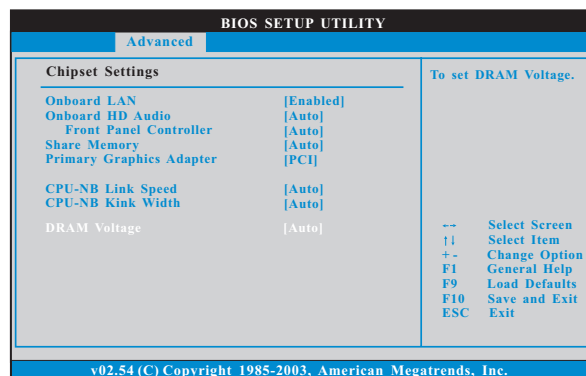 BIOS SETUP UTILITY
Advanced
Chipset Settings
Onboard LAN [Enabled]
Onboard HD Audio [Auto]
Front Panel Controller [Auto]
Share Memory [Auto]
Primary Graphics Adapter [PCI]
CPU-NB Link Speed [Auto]
CPU-NB Kink Width [Auto]
DRAM Voltage [Auto]
To set DRAM Voltage.
←→ Select Screen
↑↓ Select Item
+ - Change Option
F1 General Help
F9 Load Defaults
F10 Save and Exit
ESC Exit
v02.54 (C) Copyright 1985-2003, American Megatrends, Inc.